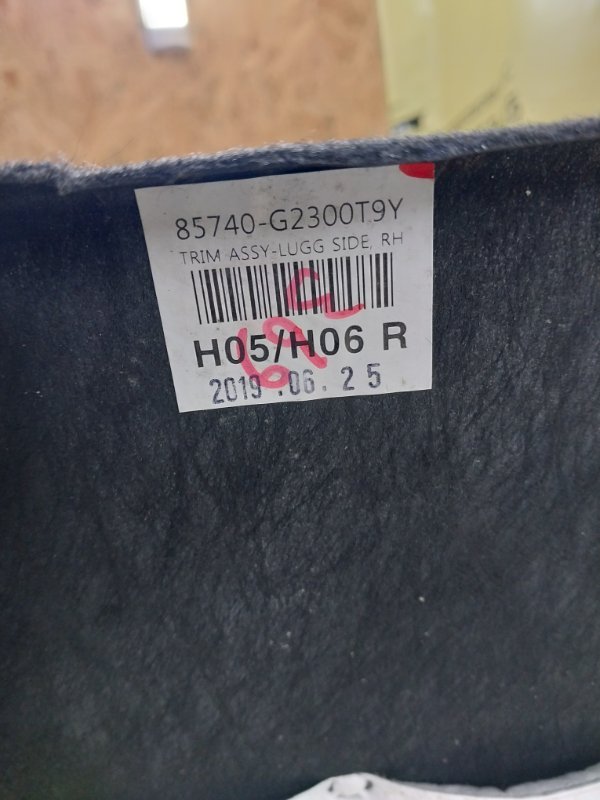 85740-G2300T9Y
TRIM ASSY-LUGG SIDE, RH
H05/H06 R
2019 .06. 25